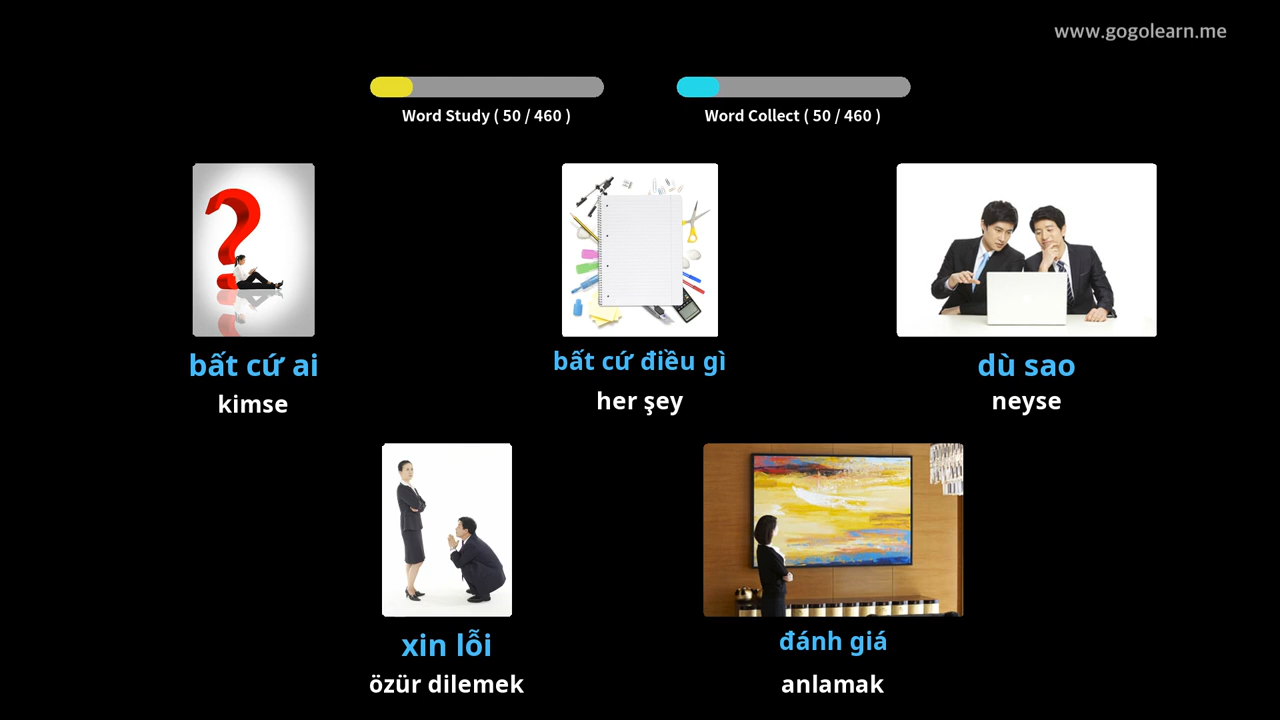 www.gogolearn.me
Word Study ( 50 / 460 )
Word Collect ( 50 / 460 )
bất cứ ai
kimse
bất cứ điều gì
her şey
dù sao
neyse
xin lỗi
özür dilemek
đánh giá
anlamak